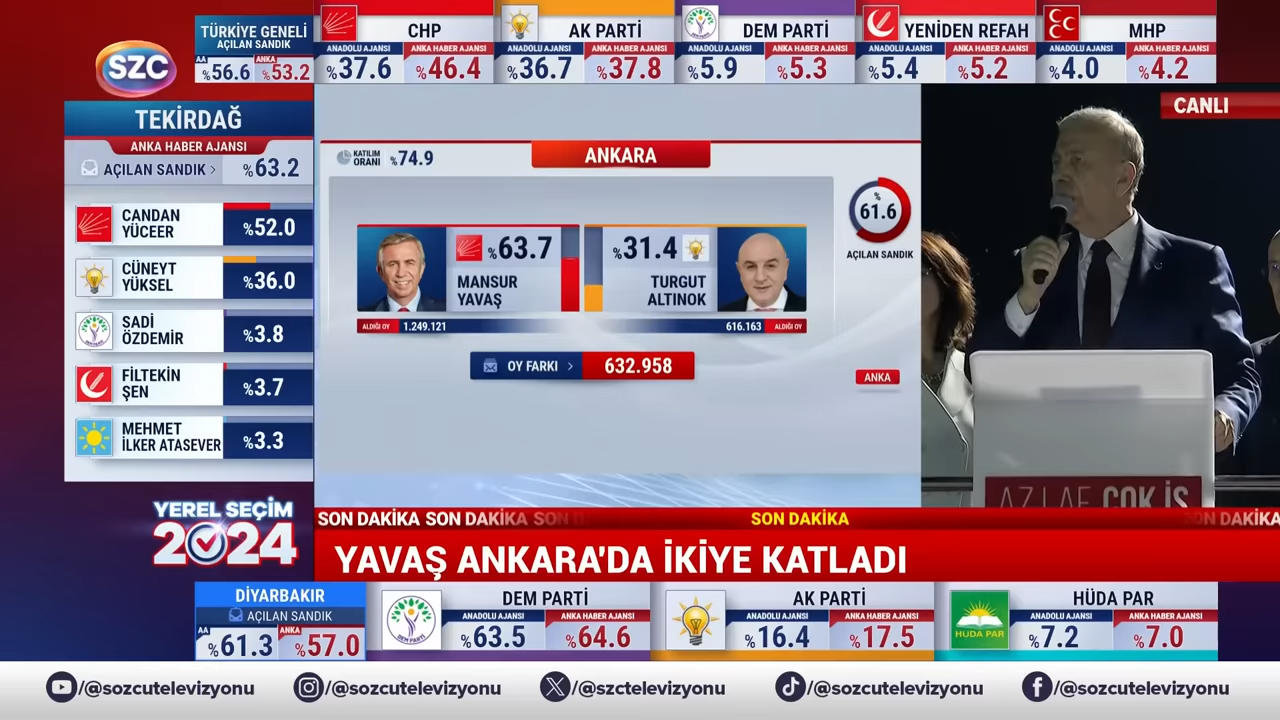 SZC
TÜRKİYE GENELİ
AÇILAN SANDIK
AA %56.6 ANKA %53.2
CHP
ANADOLU AJANSI ANKA HABER AJANSI
%37.6 %46.4
AK PARTİ
ANADOLU AJANSI ANKA HABER AJANSI
%36.7 %37.8
DEM PARTİ
ANADOLU AJANSI ANKA HABER AJANSI
%5.9 %5.3
YENİDEN REFAH
ANADOLU AJANSI ANKA HABER AJANSI
%5.4 %5.2
MHP
ANADOLU AJANSI ANKA HABER AJANSI
%4.0 %4.2
TEKİRDAĞ
ANKA HABER AJANSI
AÇILAN SANDIK > %63.2
CANDAN
YÜCEER
%52.0
CÜNEYT
YÜKSEL
%36.0
SADİ
ÖZDEMİR
%3.8
FİLTEKİN
ŞEN
%3.7
MEHMET
İLKER ATASEVER
%3.3
YEREL SEÇİM
2024
KATILIM
ORANI
%74.9
ANKARA
%63.7
MANSUR
YAVAŞ
ALDIĞI OY 1.249.121
%31.4
TURGUT
ALTINOK
616.163 ALDIĞI OY
OY FARKI > 632.958
%
61.6
AÇILAN SANDIK
ANKA
CANLI
ÇOK İŞ
SON DAKİKA SON DAKİKA SON SON DAKİKA SON DAKİKA
YAVAŞ ANKARA'DA İKİYE KATLADI
DİYARBAKIR
AÇILAN SANDIK
AA %61.3 ANKA %57.0
DEM PARTİ
DEM PARTİ
ANADOLU AJANSI ANKA HABER AJANSI
%63.5 %64.6
AK PARTİ
ANADOLU AJANSI ANKA HABER AJANSI
%16.4 %17.5
HÜDA PAR
HÜDA PAR
ANADOLU AJANSI ANKA HABER AJANSI
%7.2 %7.0
/@sozcutelevizyonu /@sozcutelevizyonu /@szctelevizyonu /@sozcutelevizyonu /@sozcutelevizyonu